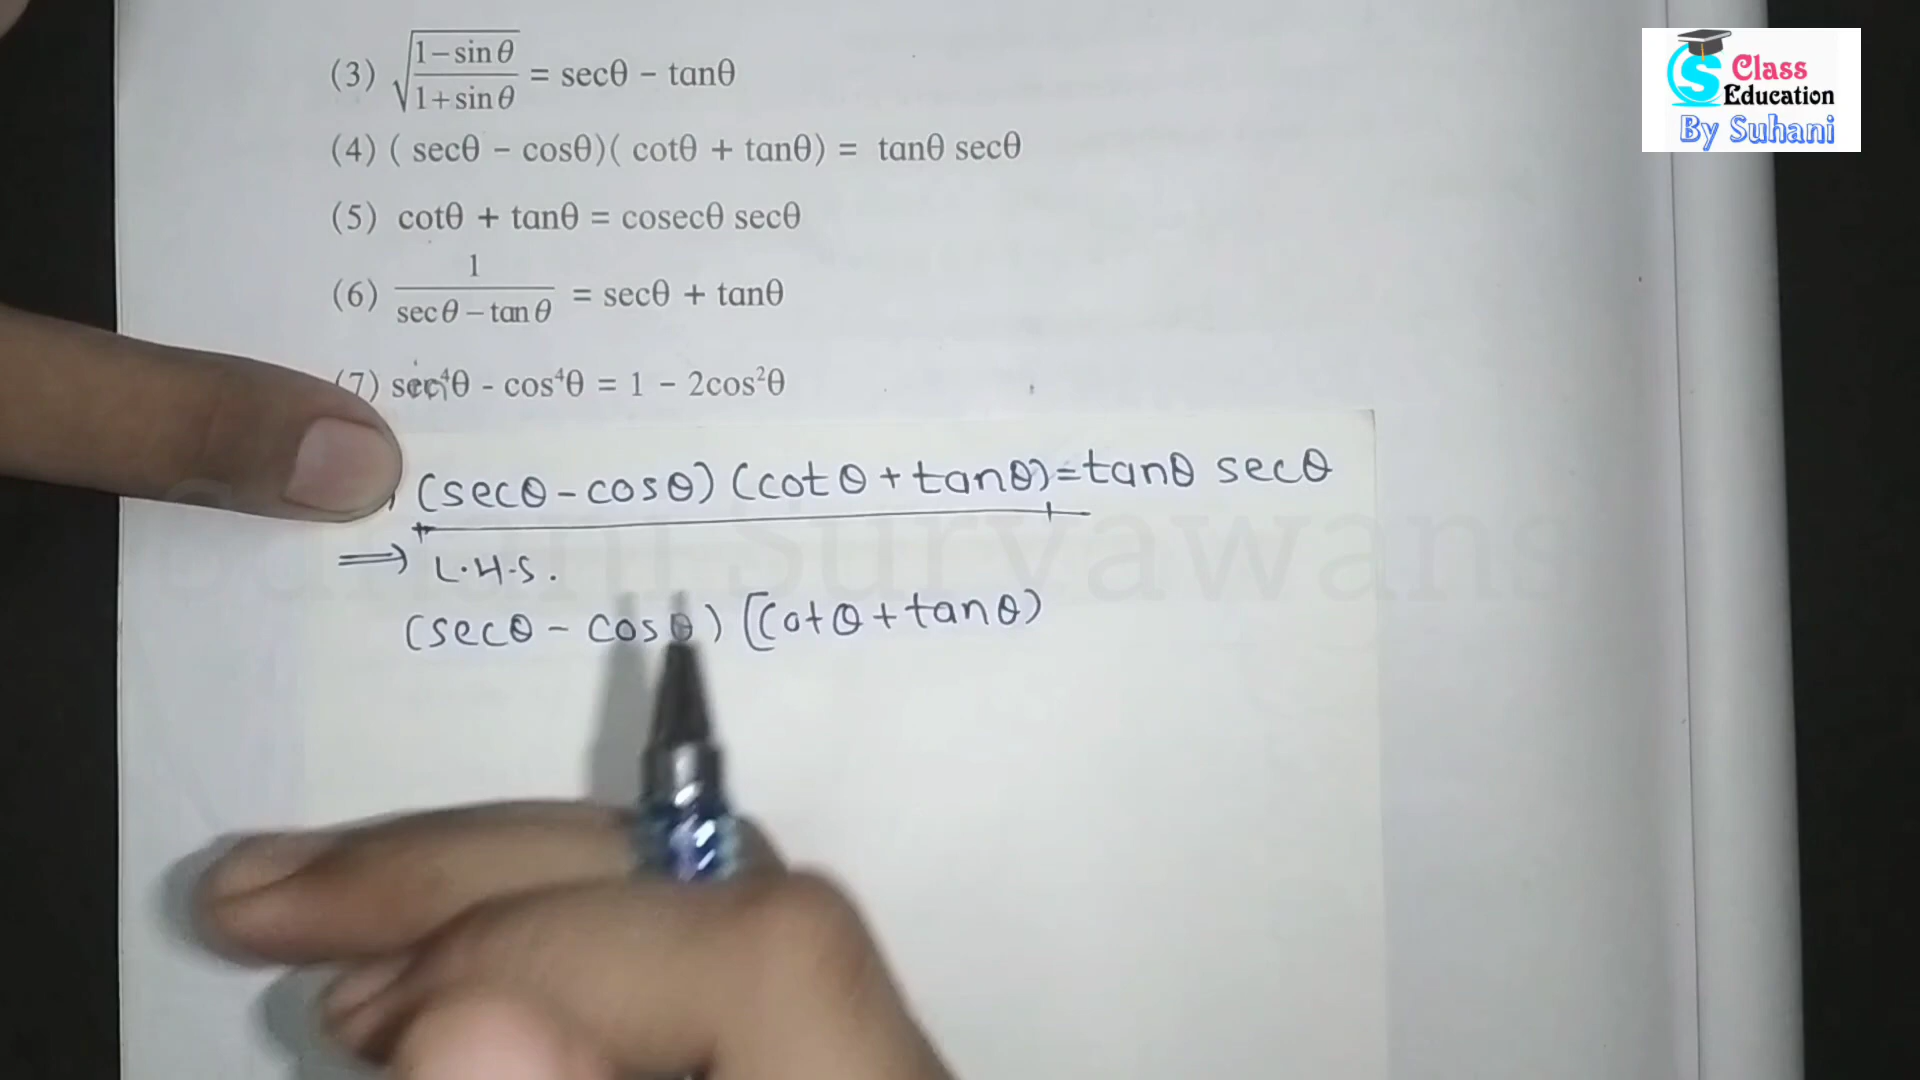 (3) √(1−sinθ)/(1+sinθ) = secθ − tanθ
(4) ( secθ − cosθ)( cotθ + tanθ) = tanθ secθ
(5) cotθ + tanθ = cosecθ secθ
(6) 1/(secθ − tanθ) = secθ + tanθ
(7) sec⁴θ - cos⁴θ = 1 − 2cos²θ
(secθ - cosθ) (cotθ + tanθ) = tanθ secθ
⟹ L.H.S.
(secθ - cosθ) [(cotθ + tanθ)
S Class
Education
By Suhani
Suhani Suryawans